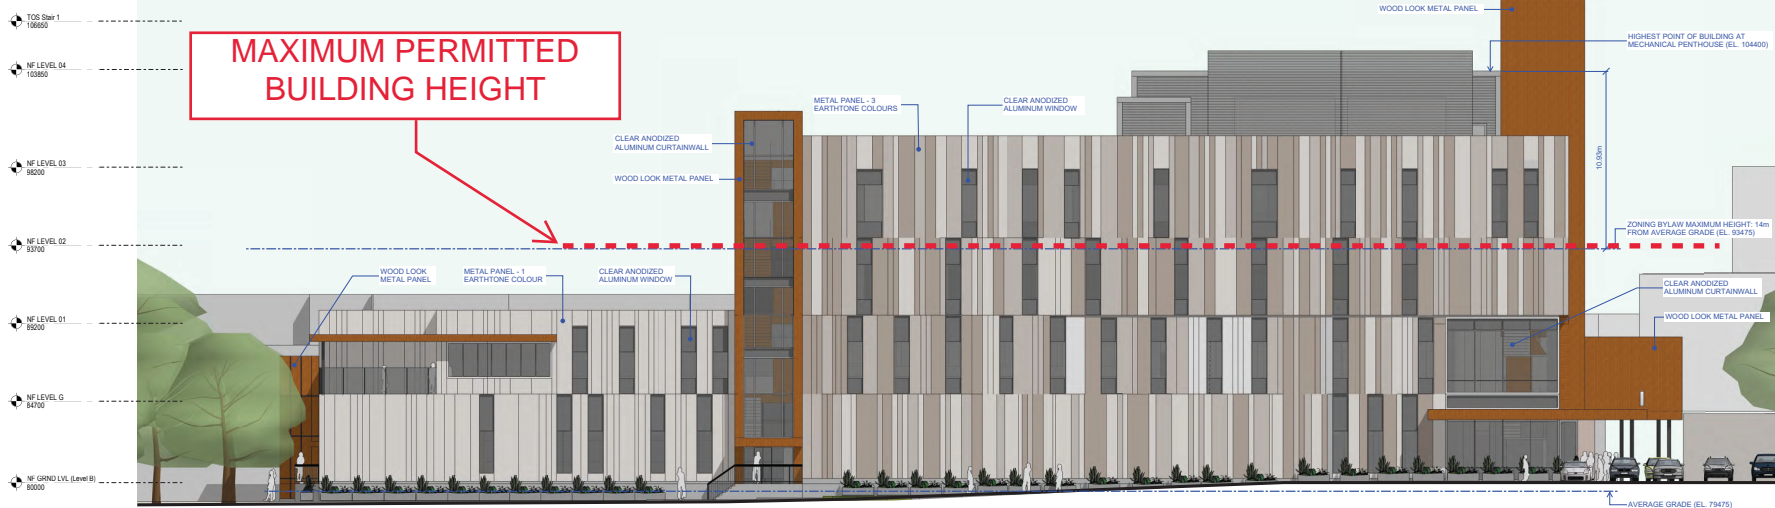 TOS Stair 1
106650
NF LEVEL 04
103850
NF LEVEL 03
98200
NF LEVEL 02
93700
NF LEVEL 01
89200
NF LEVEL G
84700
NF GRND LVL (Level B)
80000
MAXIMUM PERMITTED
BUILDING HEIGHT
WOOD LOOK METAL PANEL
HIGHEST POINT OF BUILDING AT
MECHANICAL PENTHOUSE (EL. 104400)
METAL PANEL - 3
EARTHTONE COLOURS
CLEAR ANODIZED
ALUMINUM WINDOW
CLEAR ANODIZED
ALUMINUM CURTAINWALL
WOOD LOOK METAL PANEL
10.93m
ZONING BYLAW MAXIMUM HEIGHT: 14m
FROM AVERAGE GRADE (EL. 93475)
WOOD LOOK
METAL PANEL
METAL PANEL - 1
EARTHTONE COLOUR
CLEAR ANODIZED
ALUMINUM WINDOW
CLEAR ANODIZED
ALUMINUM CURTAINWALL
WOOD LOOK METAL PANEL
AVERAGE GRADE (EL. 79475)